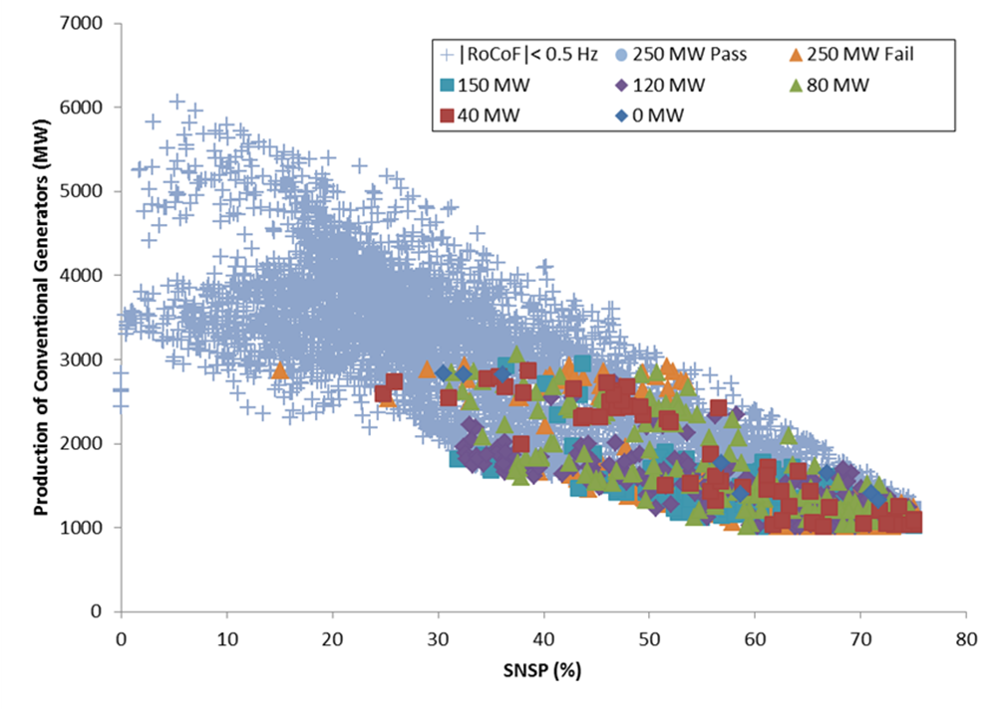 7000
6000
5000
4000
3000
2000
1000
0
Production of Conventional Generators (MW)
|RoCoF|< 0.5 Hz 250 MW Pass 250 MW Fail
150 MW 120 MW 80 MW
40 MW 0 MW
0 10 20 30 40 50 60 70 80
SNSP (%)